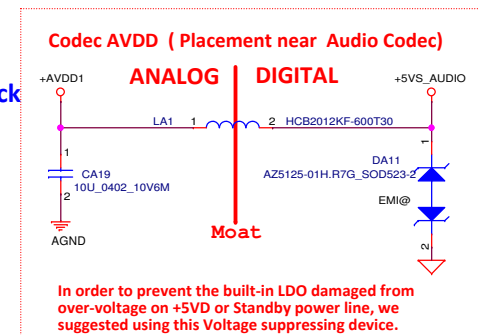 Codec AVDD ( Placement near Audio Codec)
ck
+AVDD1
ANALOG
DIGITAL
+5VS_AUDIO
LA1
1
2
HCB2012KF-600T30
1
CA19
10U_0402_10V6M
2
AGND
1
DA11
AZ5125-01H.R7G_SOD523-2
EMI@
2
Moat
In order to prevent the built-in LDO damaged from
over-voltage on +5VD or Standby power line, we
suggested using this Voltage suppressing device.